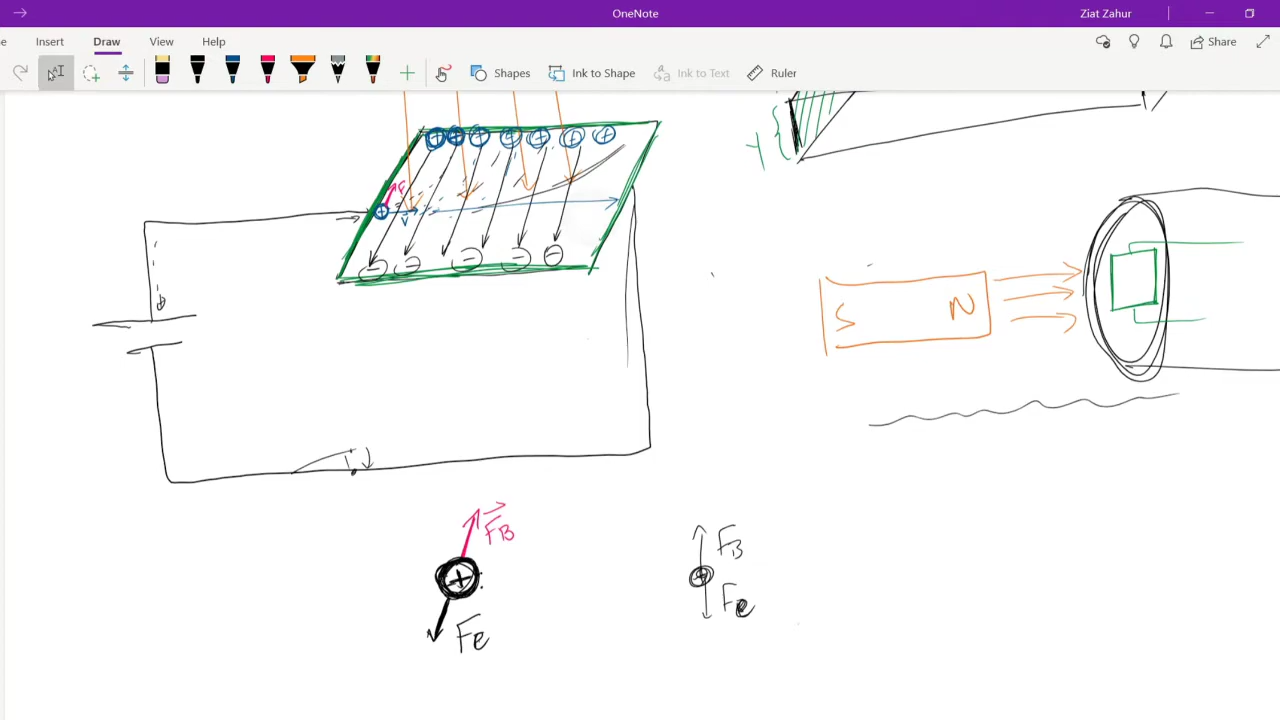 OneNote
Ziat Zahur
Insert
Draw
View
Help
Share
Shapes
Ink to Shape
Ink to Text
Ruler
+ + + + + + +
F
+
V
- - - - - -
Y
S N
FB
+
FE
FB
+
Fe